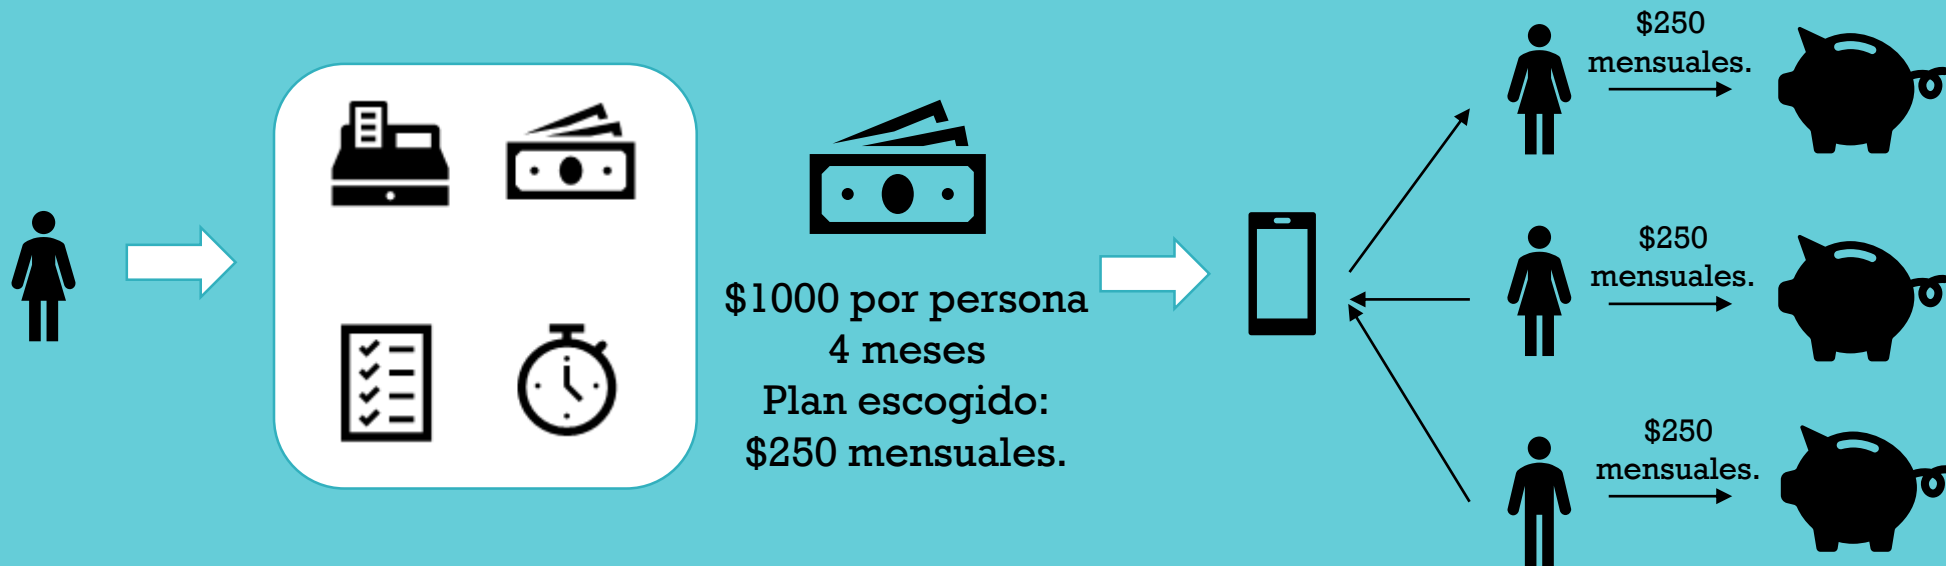 $1000 por persona
4 meses
Plan escogido:
$250 mensuales.
$250
mensuales.
$250
mensuales.
$250
mensuales.